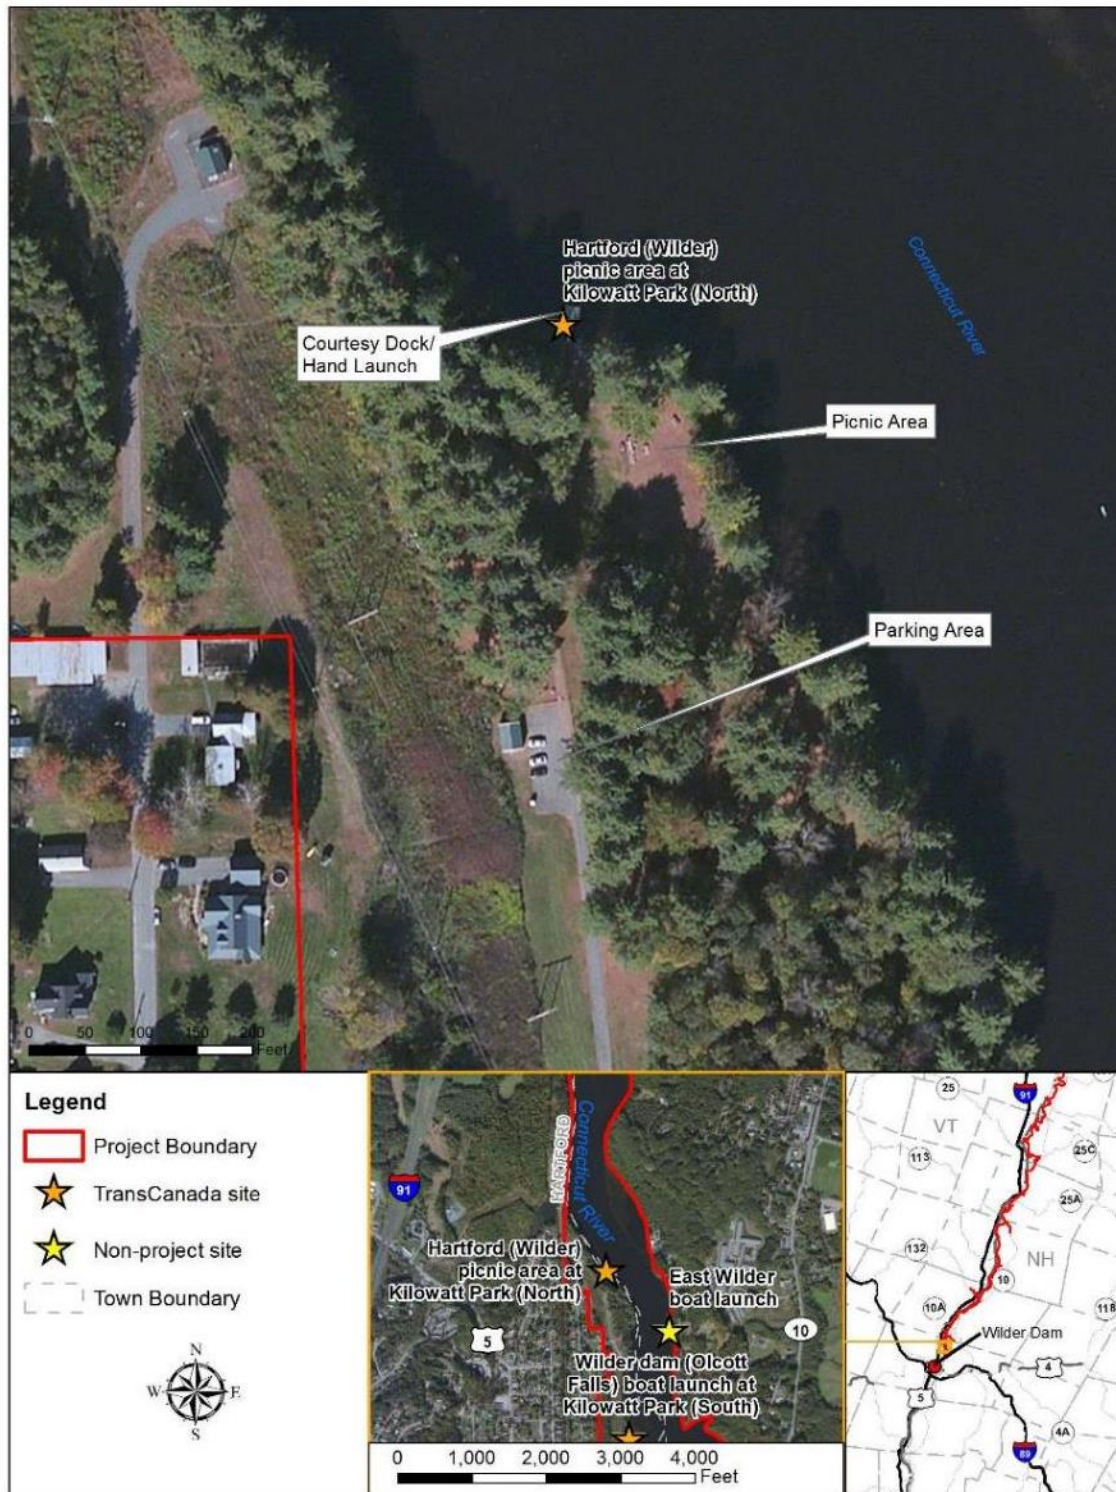 Hartford (Wilder)
picnic area at
Kilowatt Park (North)
Connecticut River
Courtesy Dock/
Hand Launch
Picnic Area
Parking Area
0 50 100 150 200
Feet
Legend
Project Boundary
TransCanada site
Non-project site
Town Boundary
N
W E
S
HARTFORD
Connecticut River
91
Hartford (Wilder)
picnic area at
Kilowatt Park (North)
East Wilder
boat launch
5
10
Wilder dam (Olcott
Falls) boat launch at
Kilowatt Park (South)
0 1,000 2,000 3,000 4,000
Feet
25
91
VT
113
25C
25A
132
NH
10
10A
118
Wilder Dam
4
5
4A
89